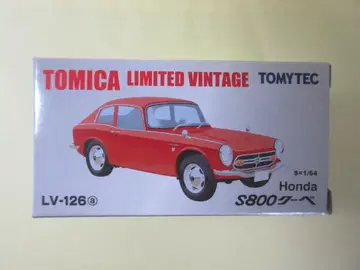 TOMICA LIMITED VINTAGE TOMYTEC
S=1/64
Honda
LV-126ⓐ S800クーペ